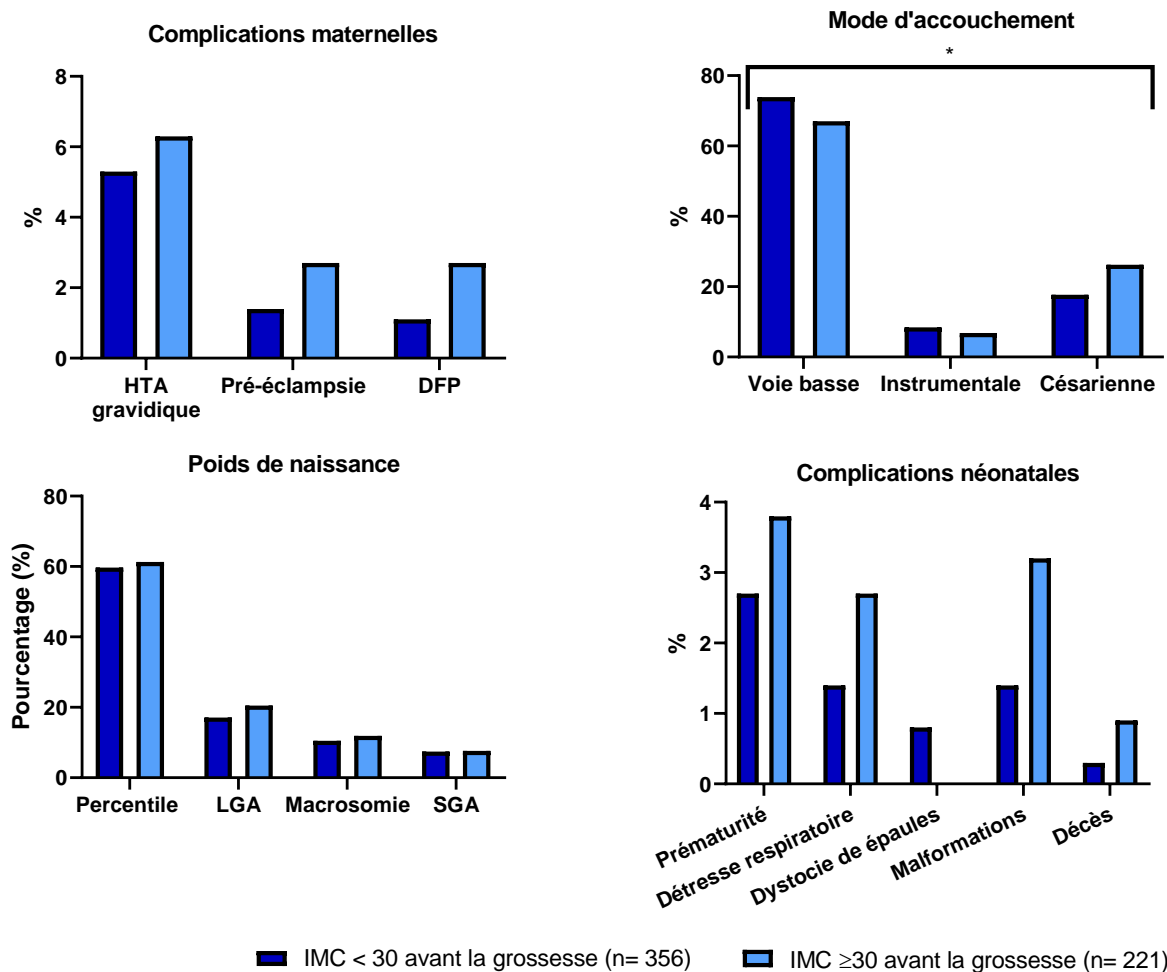 Complications maternelles
8
6
4
2
0
%
HTA
gravidique
Pré-éclampsie
DFP
Mode d'accouchement
*
80
60
40
20
0
%
Voie basse
Instrumentale
Césarienne
Poids de naissance
80
60
40
20
0
Pourcentage (%)
Percentile
LGA
Macrosomie
SGA
Complications néonatales
4
3
2
1
0
%
Prématurité
Détresse respiratoire
Dystocie de épaules
Malformations
Décès
IMC < 30 avant la grossesse (n= 356)
IMC ≥30 avant la grossesse (n= 221)